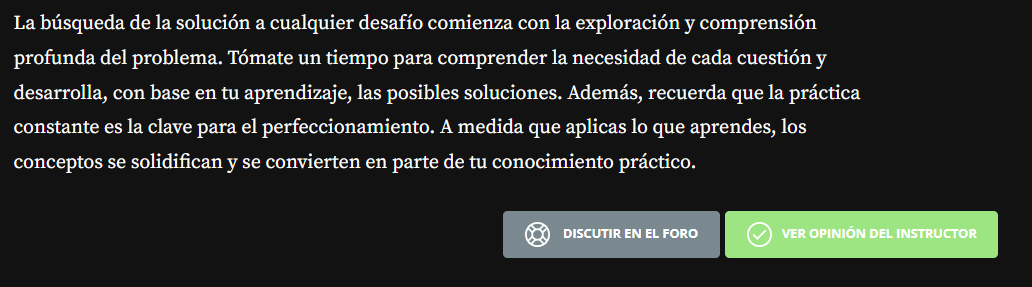 La búsqueda de la solución a cualquier desafío comienza con la exploración y comprensión
profunda del problema. Tómate un tiempo para comprender la necesidad de cada cuestión y
desarrolla, con base en tu aprendizaje, las posibles soluciones. Además, recuerda que la práctica
constante es la clave para el perfeccionamiento. A medida que aplicas lo que aprendes, los
conceptos se solidifican y se convierten en parte de tu conocimiento práctico.
DISCUTIR EN EL FORO
VER OPINIÓN DEL INSTRUCTOR